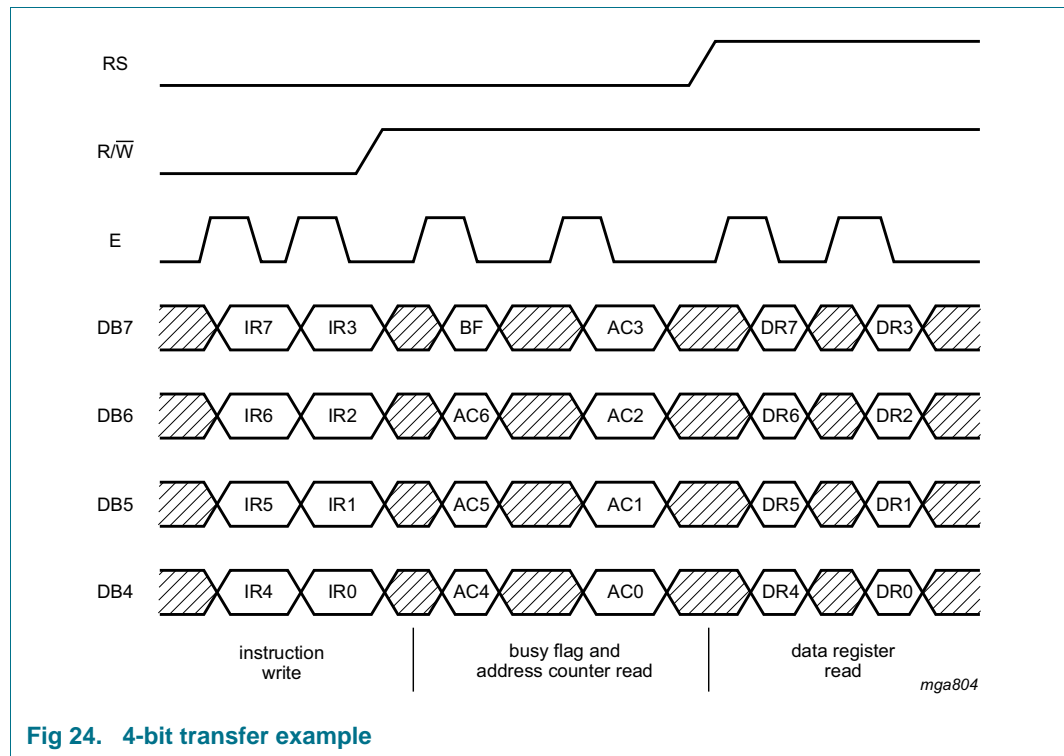 RS
R/W̅
E
DB7 IR7 IR3 BF AC3 DR7 DR3
DB6 IR6 IR2 AC6 AC2 DR6 DR2
DB5 IR5 IR1 AC5 AC1 DR5 DR1
DB4 IR4 IR0 AC4 AC0 DR4 DR0
instruction
write
busy flag and
address counter read
data register
read
mga804
Fig 24. 4-bit transfer example